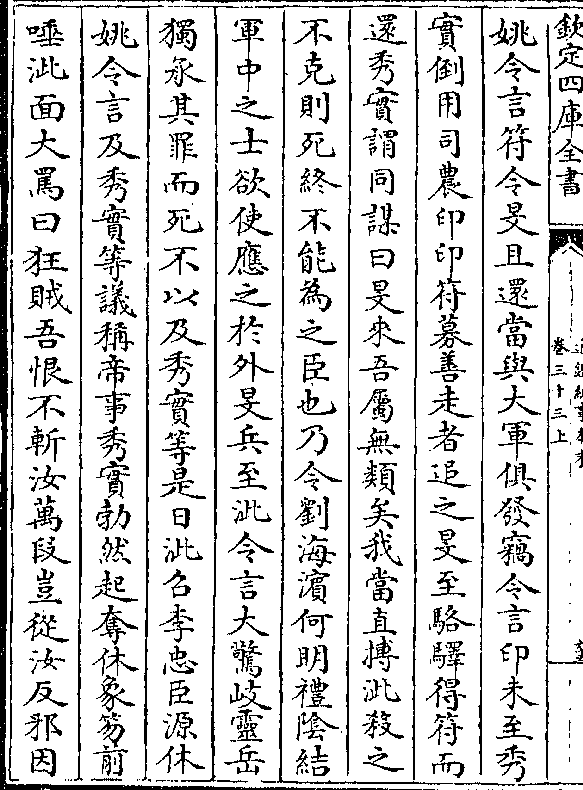 欽定四庫全書
卷三十三上
姚令言符令旻且還當與大軍俱發竊令言印未至秀
實倒用司農印印符募善走者追之旻至駱驛得符而
還秀實謂同謀曰旻來吾屬無類矣我當直搏泚殺之
不克則死終不能為之臣也乃令劉海濵何明禮陰結
軍中之士欲使應之於外旻兵至泚令言大驚岐靈岳
獨承其罪而死不以及秀實等是日泚召李忠臣源休
姚令言及秀實等議稱帝事秀實勃然起奪休象笏前
唾泚面大罵曰狂賊吾恨不斬汝萬段豈從汝反邪因